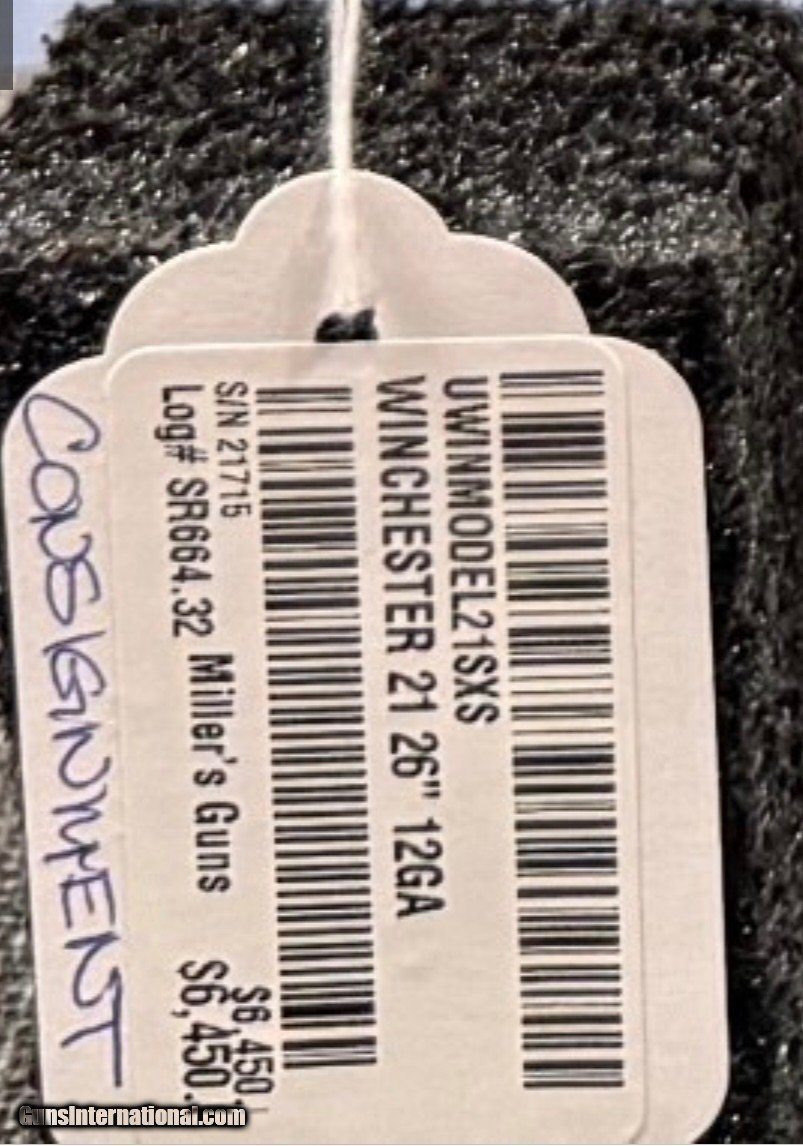 UWINMODEL21SXS
WINCHESTER 21 26" 12GA
S/N 21715 $6,450.
Log# SR664.32 Miller's Guns $6,450.
CONSIGNMENT
GunsInternational.com